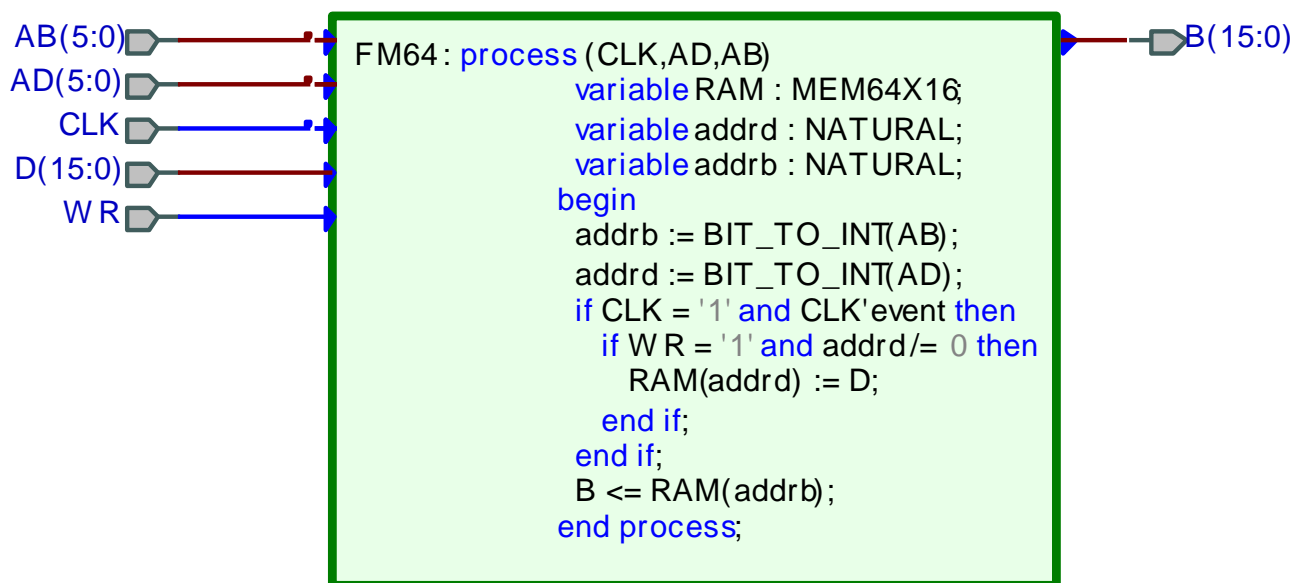 AB(5:0)
AD(5:0)
CLK
D(15:0)
WR
FM64: process (CLK,AD,AB)
variable RAM : MEM64X16;
variable addrd : NATURAL;
variable addrb : NATURAL;
begin
addrb := BIT_TO_INT(AB);
addrd := BIT_TO_INT(AD);
if CLK = '1' and CLK'event then
if WR = '1' and addrd /= 0 then
RAM(addrd) := D;
end if;
end if;
B <= RAM(addrb);
end process;
B(15:0)